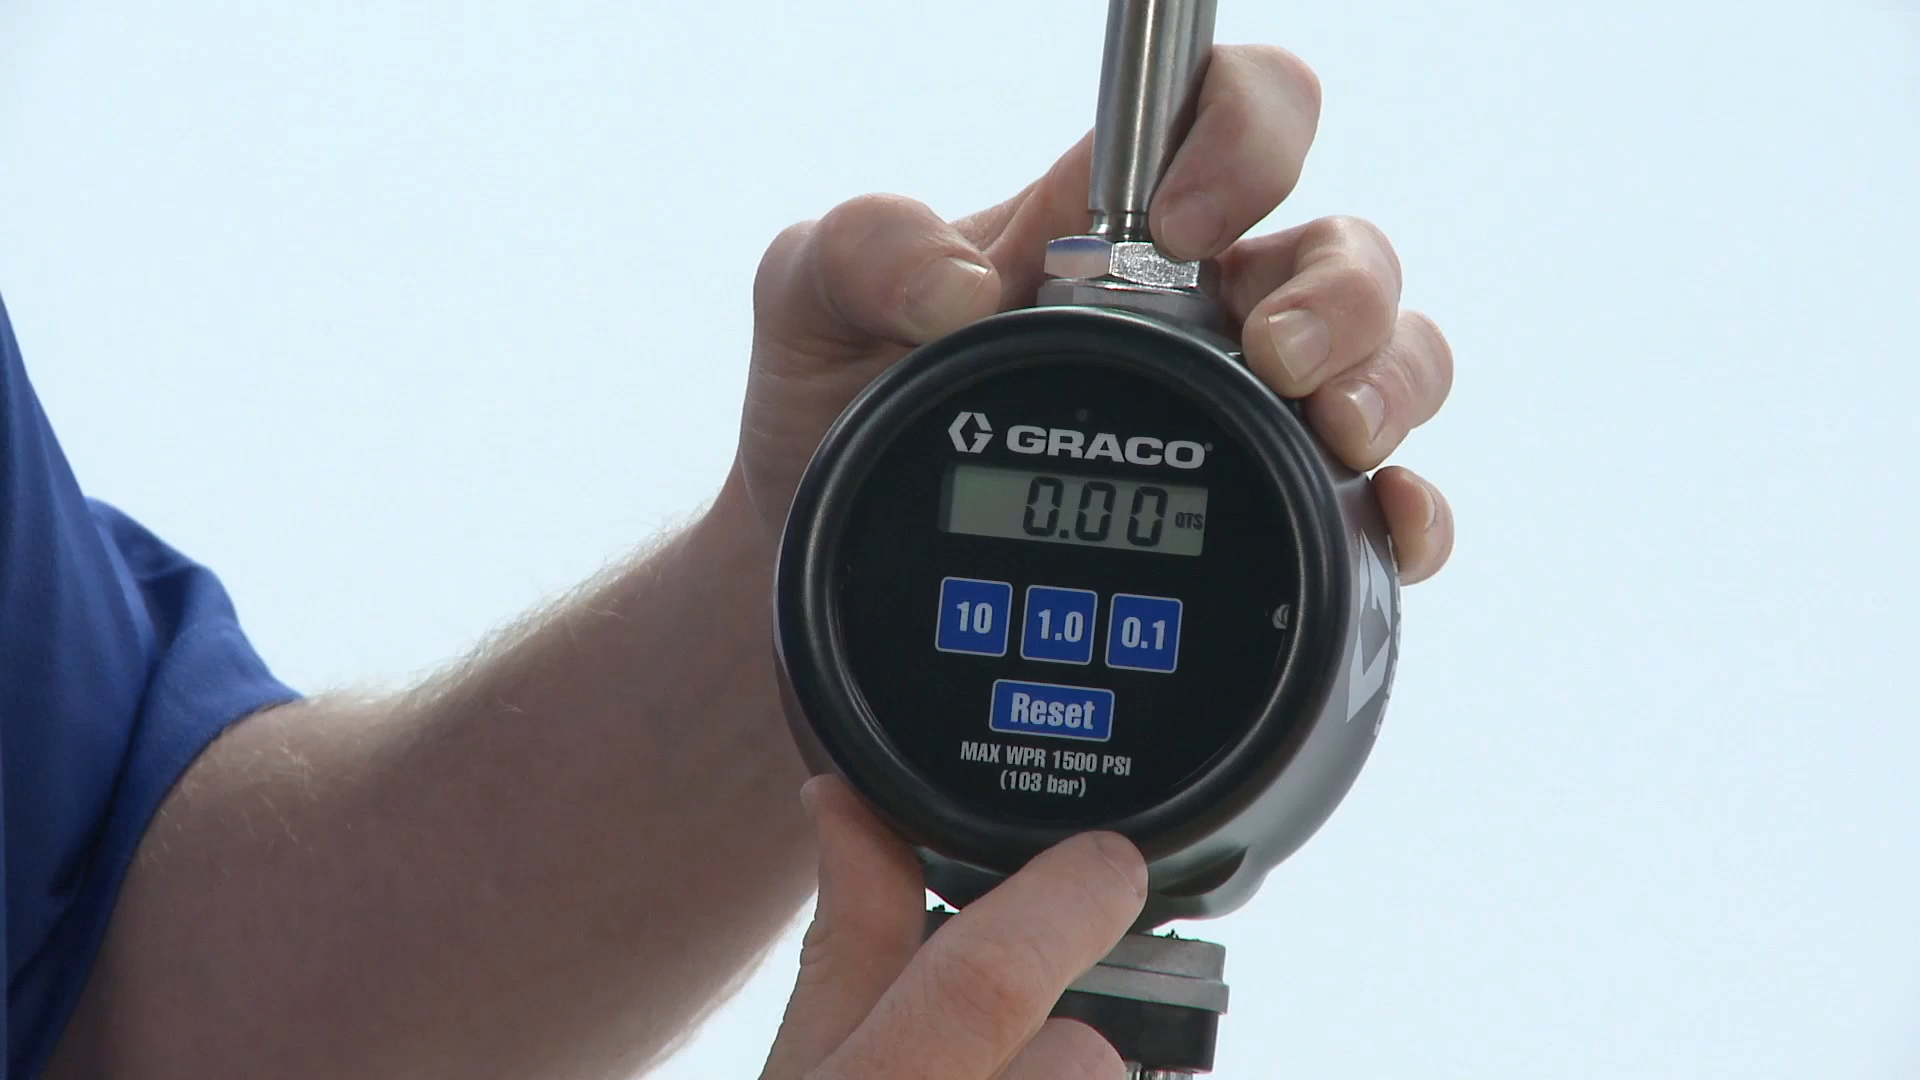 GRACO®
0.00 QTS
10 1.0 0.1
Reset
MAX WPR 1500 PSI
(103 bar)